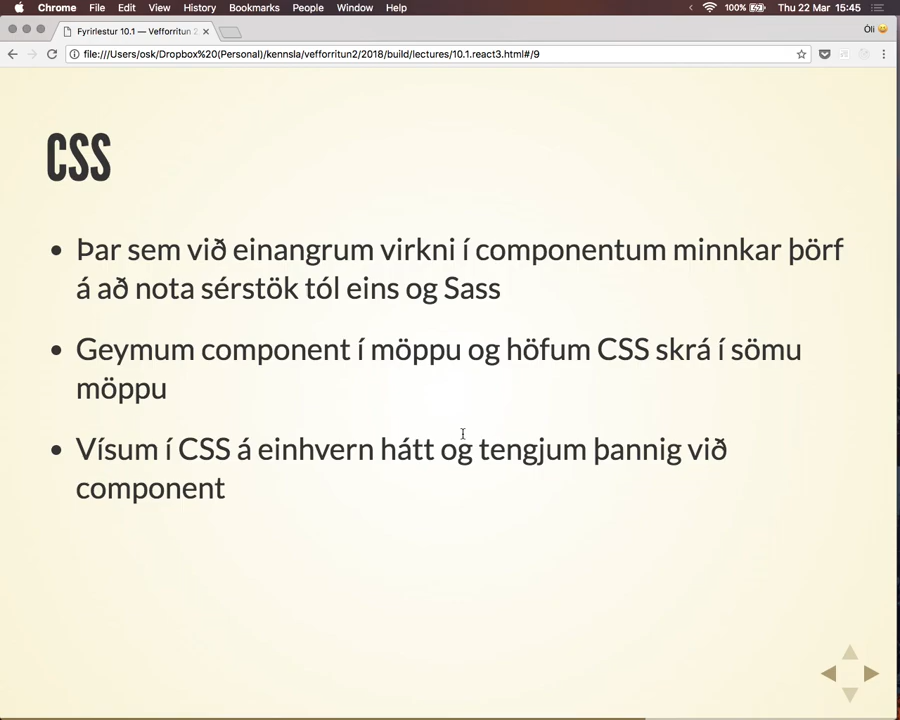 Chrome File Edit View History Bookmarks People Window Help 100% Thu 22 Mar 15:45
Fyrirlestur 10.1 — Vefforritun 2 Óli
file:///Users/osk/Dropbox%20(Personal)/kennsla/vefforritun2/2018/build/lectures/10.1.react3.html#/9
CSS
• Þar sem við einangrum virkni í componentum minnkar þörf
á að nota sérstök tól eins og Sass
• Geymum component í möppu og höfum CSS skrá í sömu
möppu
• Vísum í CSS á einhvern hátt og tengjum þannig við
component